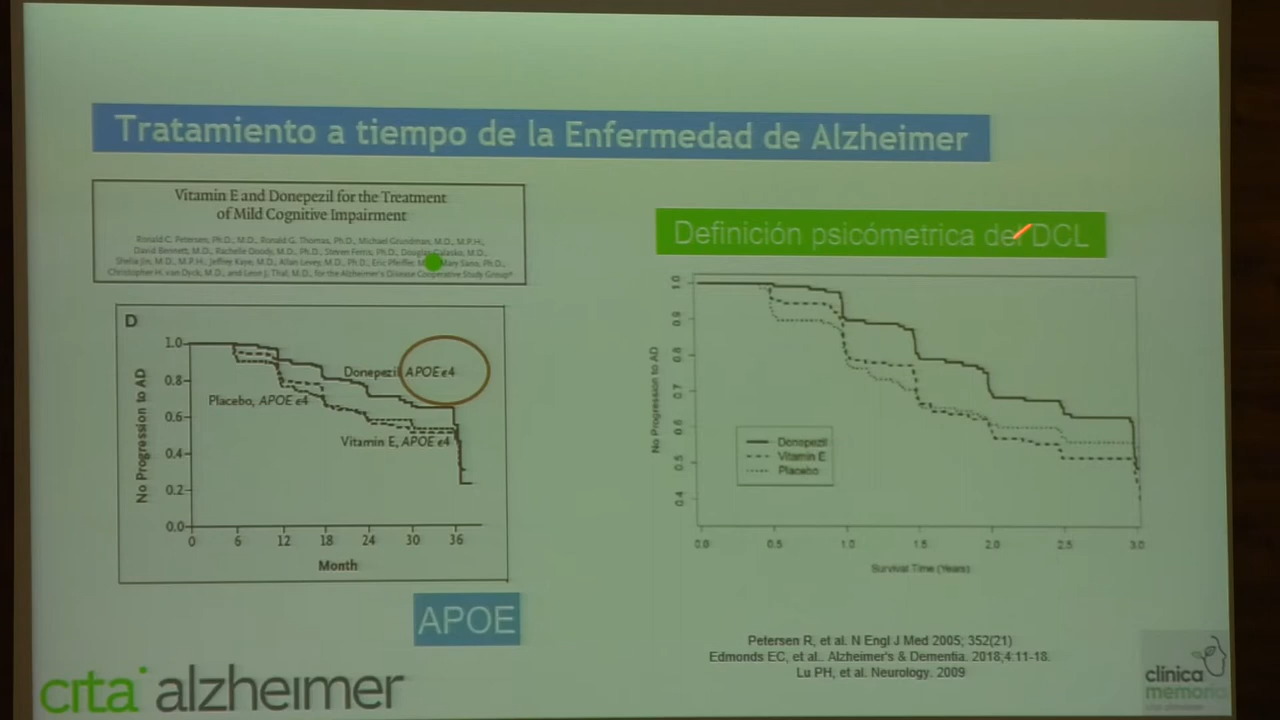 Tratamiento a tiempo de la Enfermedad de Alzheimer
Vitamin E and Donepezil for the Treatment
of Mild Cognitive Impairment
Ronald C. Petersen, Ph.D., M.D., Ronald G. Thomas, Ph.D., Michael Grundman, M.D., M.P.H.,
David Bennett, M.D., Rachelle Doody, M.D., Ph.D., Steven Ferris, Ph.D., Douglas Galasko, M.D.,
Shelia Jin, M.D., M.P.H., Jeffrey Kaye, M.D., Allan Levey, M.D., Ph.D., Eric Pfeiffer, Mary Sano, Ph.D.,
Christopher H. van Dyck, M.D., and Leon J. Thal, M.D., for the Alzheimer's Disease Cooperative Study Group*
D
No Progression to AD
1.0
0.8
0.6
0.4
0.2
0.0
Donepezil APOE ε4
Placebo, APOE ε4
Vitamin E, APOE ε4
0 6 12 18 24 30 36
Month
APOE
Definición psicómetrica del DCL
No Progression to AD
1.0
0.9
0.8
0.7
0.6
0.5
0.4
Donepezil
Vitamin E
Placebo
0.0 0.5 1.0 1.5 2.0 2.5 3.0
Survival Time (Years)
Petersen R, et al. N Engl J Med 2005; 352(21)
Edmonds EC, et al.. Alzheimer's & Dementia. 2018;4:11-18.
Lu PH, et al. Neurology. 2009
cita alzheimer
clínica
memoria